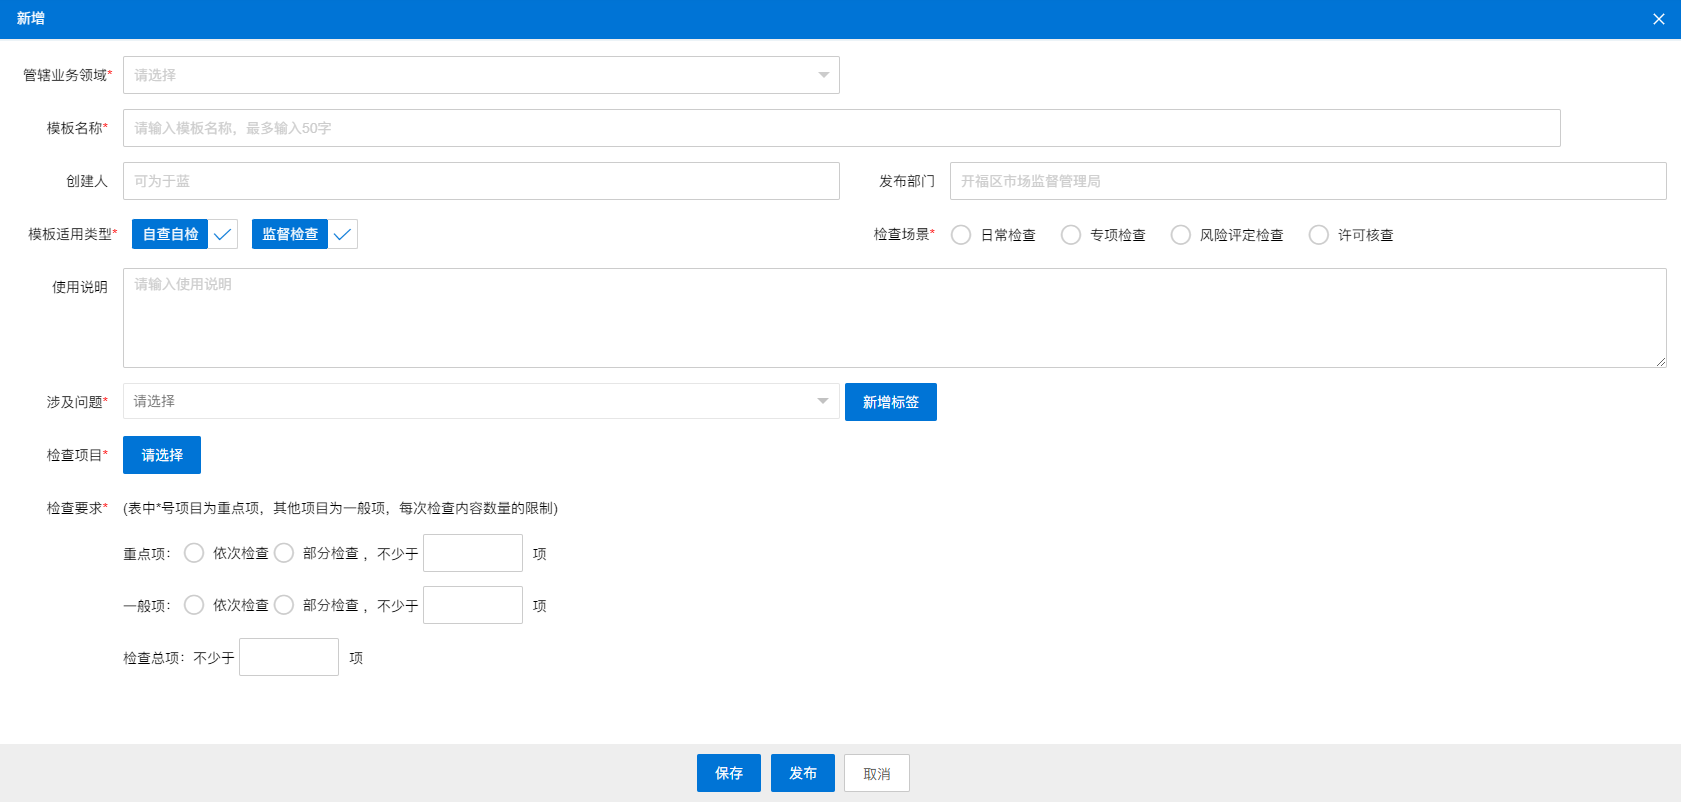 新增
管辖业务领域* 请选择
模板名称* 请输入模板名称，最多输入50字
创建人 可为于蓝 发布部门 开福区市场监督管理局
模板适用类型* 自查自检 监督检查 检查场景* 日常检查 专项检查 风险评定检查 许可核查
使用说明 请输入使用说明
涉及问题* 请选择 新增标签
检查项目* 请选择
检查要求* (表中*号项目为重点项，其他项目为一般项，每次检查内容数量的限制)
重点项： 依次检查 部分检查 ，不少于 项
一般项： 依次检查 部分检查 ，不少于 项
检查总项：不少于 项
保存 发布 取消